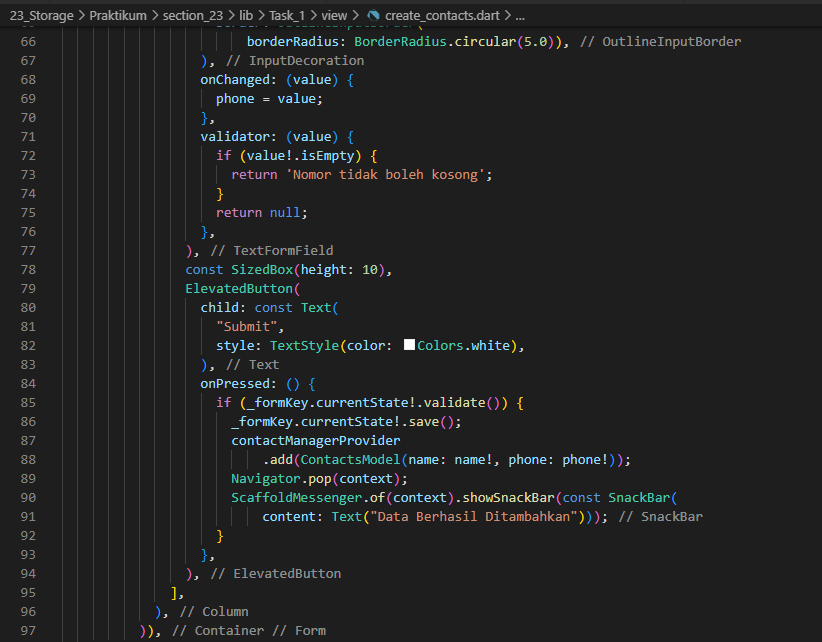 23_Storage > Praktikum > section_23 > lib > Task_1 > view > create_contacts.dart > ...
66 borderRadius: BorderRadius.circular(5.0)), // OutlineInputBorder
67 ), // InputDecoration
68 onChanged: (value) {
69 phone = value;
70 },
71 validator: (value) {
72 if (value!.isEmpty) {
73 return 'Nomor tidak boleh kosong';
74 }
75 return null;
76 },
77 ), // TextFormField
78 const SizedBox(height: 10),
79 ElevatedButton(
80 child: const Text(
81 "Submit",
82 style: TextStyle(color: Colors.white),
83 ), // Text
84 onPressed: () {
85 if (_formKey.currentState!.validate()) {
86 _formKey.currentState!.save();
87 contactManagerProvider
88 .add(ContactsModel(name: name!, phone: phone!));
89 Navigator.pop(context);
90 ScaffoldMessenger.of(context).showSnackBar(const SnackBar(
91 content: Text("Data Berhasil Ditambahkan"))); // SnackBar
92 }
93 },
94 ), // ElevatedButton
95 ],
96 ), // Column
97 )), // Container // Form